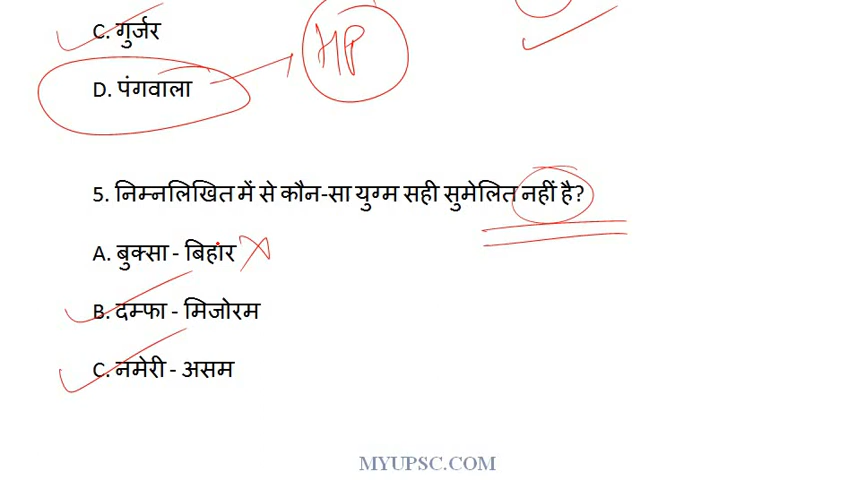 C. गुर्जर
HP
D. पंगवाला
5. निम्नलिखित में से कौन-सा युग्म सही सुमेलित नहीं है?
A. बुक्सा - बिहार
B. दम्फा - मिजोरम
C. नमेरी - असम
MYUPSC.COM